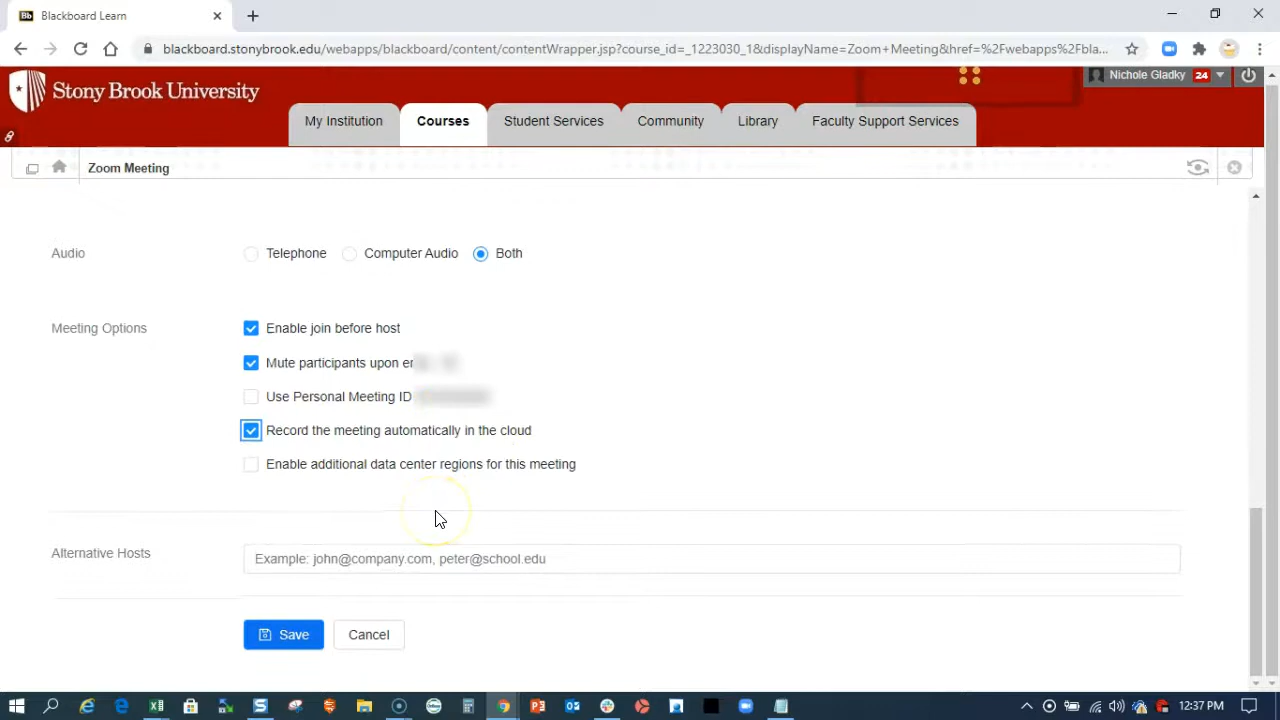 Blackboard Learn
blackboard.stonybrook.edu/webapps/blackboard/content/contentWrapper.jsp?course_id=_1223030_1&displayName=Zoom+Meeting&href=%2Fwebapps%2Fbla...
Stony Brook University
Nichole Gladky 24
My Institution Courses Student Services Community Library Faculty Support Services
Zoom Meeting
Audio Telephone Computer Audio Both
Meeting Options Enable join before host
Mute participants upon
Use Personal Meeting ID
Record the meeting automatically in the cloud
Enable additional data center regions for this meeting
Alternative Hosts Example: john@company.com, peter@school.edu
Save Cancel
12:37 PM